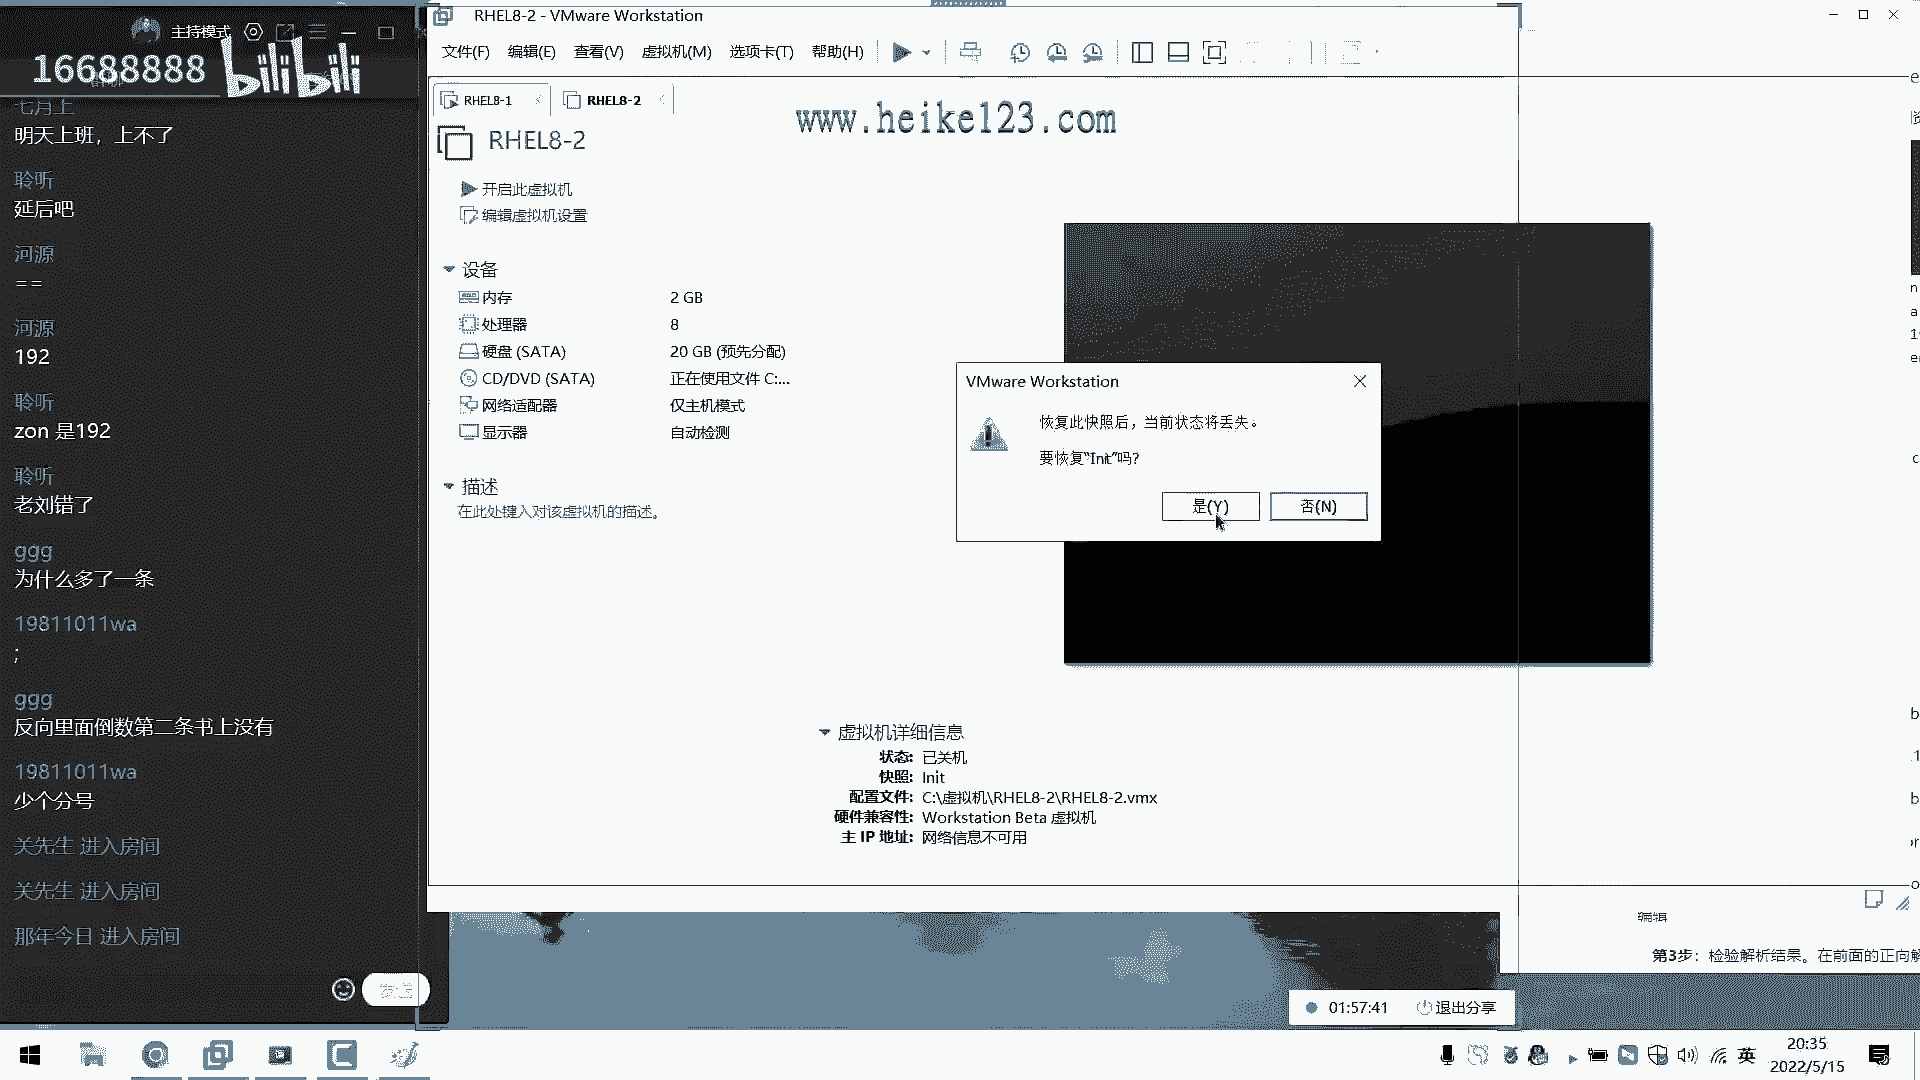 主持模式
16688888
bilibili
七月上
明天上班，上不了
聆听
延后吧
河源
==
河源
192
聆听
zon 是192
聆听
老刘错了
ggg
为什么多了一条
19811011wa
;
ggg
反向里面倒数第二条书上没有
19811011wa
少个分号
关先生 进入房间
关先生 进入房间
那年今日 进入房间
发送
RHEL8-2 - VMware Workstation
文件(F) 编辑(E) 查看(V) 虚拟机(M) 选项卡(T) 帮助(H)
RHEL8-1
RHEL8-2
www.heike123.com
RHEL8-2
开启此虚拟机
编辑虚拟机设置
设备
内存 2 GB
处理器 8
硬盘 (SATA) 20 GB (预先分配)
CD/DVD (SATA) 正在使用文件 C:...
网络适配器 仅主机模式
显示器 自动检测
描述
在此处键入对该虚拟机的描述。
VMware Workstation
恢复此快照后，当前状态将丢失。
要恢复“Init”吗?
是(Y)
否(N)
虚拟机详细信息
状态: 已关机
快照: Init
配置文件: C:\虚拟机\RHEL8-2\RHEL8-2.vmx
硬件兼容性: Workstation Beta 虚拟机
主 IP 地址: 网络信息不可用
编辑
第3步：检验解析结果。在前面的正向解
01:57:41
退出分享
英
20:35
2022/5/15